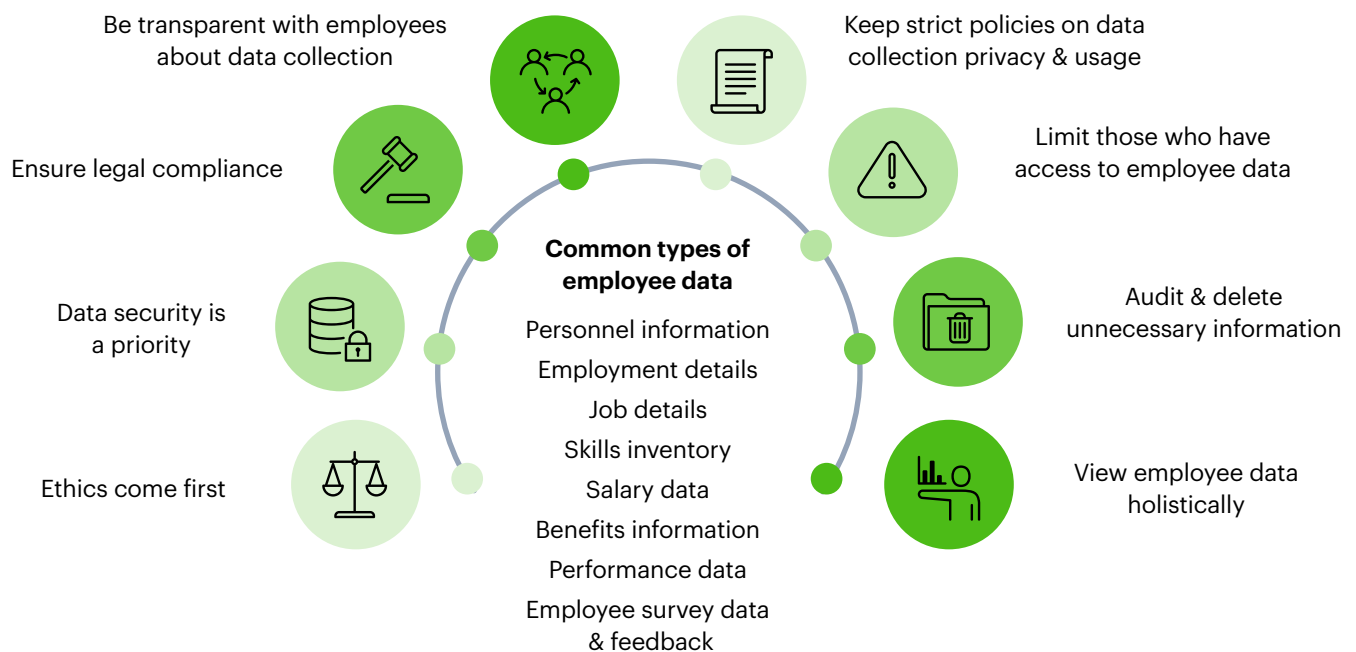 Be transparent with employees
about data collection
Keep strict policies on data
collection privacy & usage
Ensure legal compliance
Limit those who have
access to employee data
Data security is
a priority
Audit & delete
unnecessary information
Ethics come first
View employee data
holistically
Common types of
employee data
Personnel information
Employment details
Job details
Skills inventory
Salary data
Benefits information
Performance data
Employee survey data
& feedback